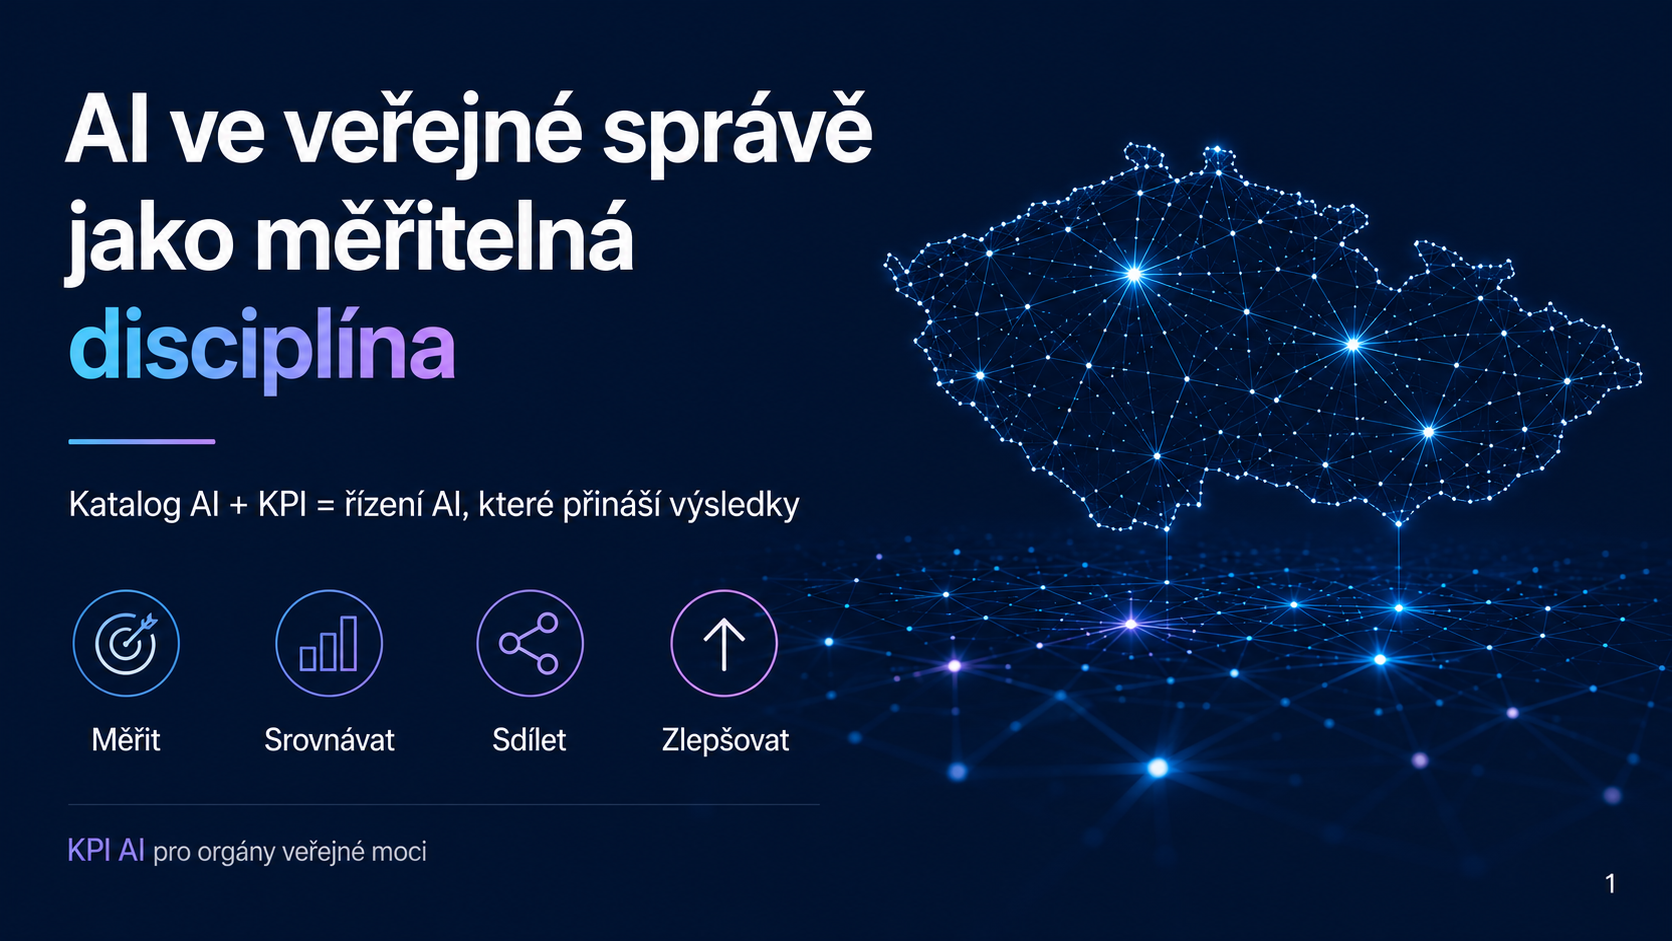 AI ve veřejné správě
jako měřitelná
disciplína
Katalog AI + KPI = řízení AI, které přináší výsledky
Měřit
Srovnávat
Sdílet
Zlepšovat
KPI AI pro orgány veřejné moci
1